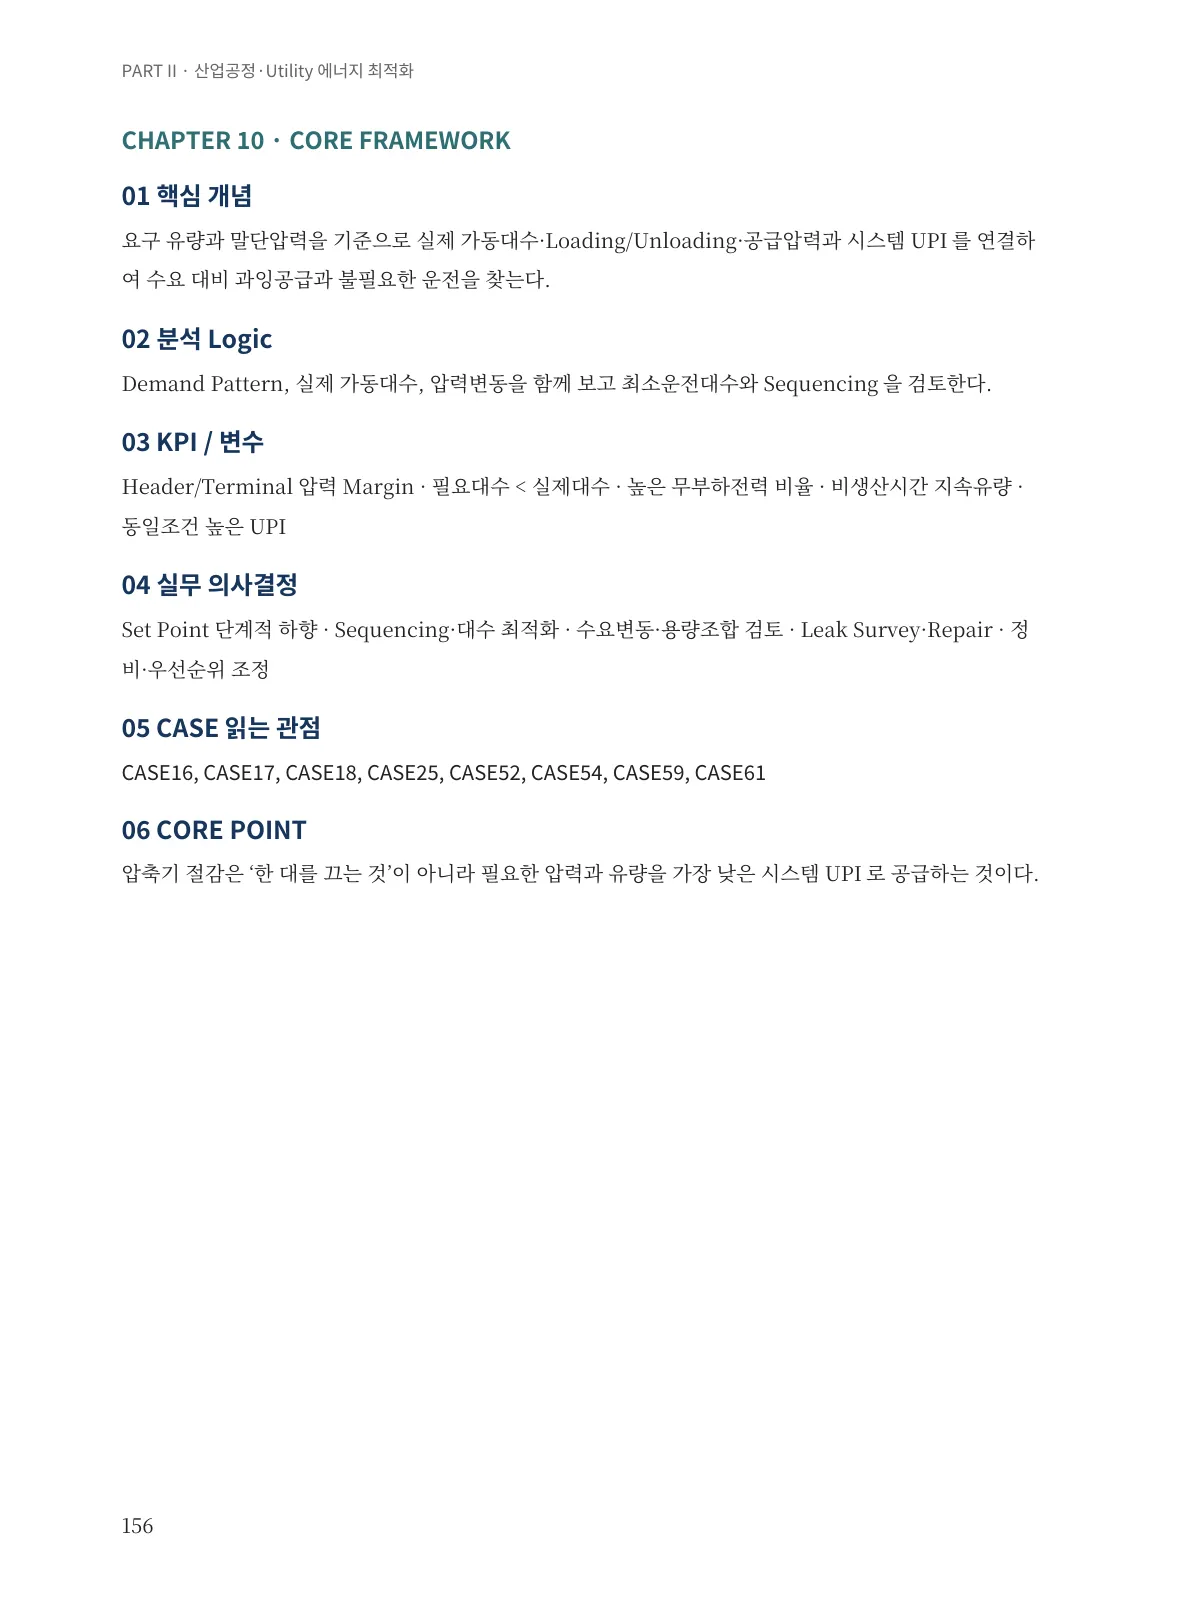 PART II · 산업공정·Utility 에너지 최적화
CHAPTER 10 · CORE FRAMEWORK
01 핵심 개념
요구 유량과 말단압력을 기준으로 실제 가동대수·Loading/Unloading·공급압력과 시스템 UPI 를 연결하
여 수요 대비 과잉공급과 불필요한 운전을 찾는다.
02 분석 Logic
Demand Pattern, 실제 가동대수, 압력변동을 함께 보고 최소운전대수와 Sequencing 을 검토한다.
03 KPI / 변수
Header/Terminal 압력 Margin · 필요대수 < 실제대수 · 높은 무부하전력 비율 · 비생산시간 지속유량 ·
동일조건 높은 UPI
04 실무 의사결정
Set Point 단계적 하향 · Sequencing·대수 최적화 · 수요변동·용량조합 검토 · Leak Survey·Repair · 정
비·우선순위 조정
05 CASE 읽는 관점
CASE16, CASE17, CASE18, CASE25, CASE52, CASE54, CASE59, CASE61
06 CORE POINT
압축기 절감은 ‘한 대를 끄는 것’이 아니라 필요한 압력과 유량을 가장 낮은 시스템 UPI 로 공급하는 것이다.
156